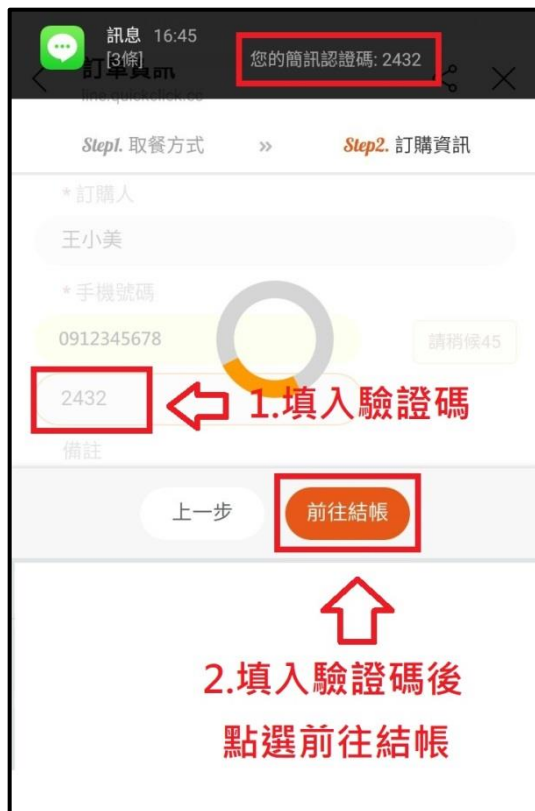 訊息 16:45
[3條]
您的簡訊認證碼: 2432
訂單資訊
line.quickclick.cc
Step1. 取餐方式 » Step2. 訂購資訊
*訂購人
王小美
*手機號碼
0912345678
請稍候45
2432
1.填入驗證碼
備註
上一步
前往結帳
2.填入驗證碼後
點選前往結帳